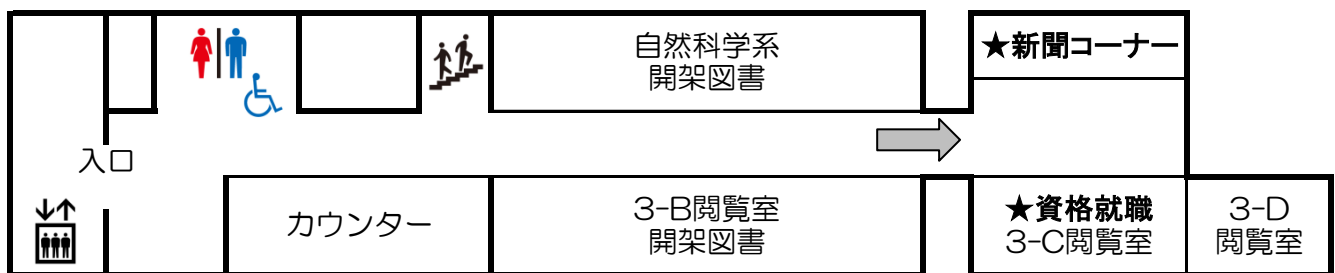 自然科学系
開架図書
★新聞コーナー
入口
カウンター
3-B閲覧室
開架図書
★資格就職
3-C閲覧室
3-D
閲覧室